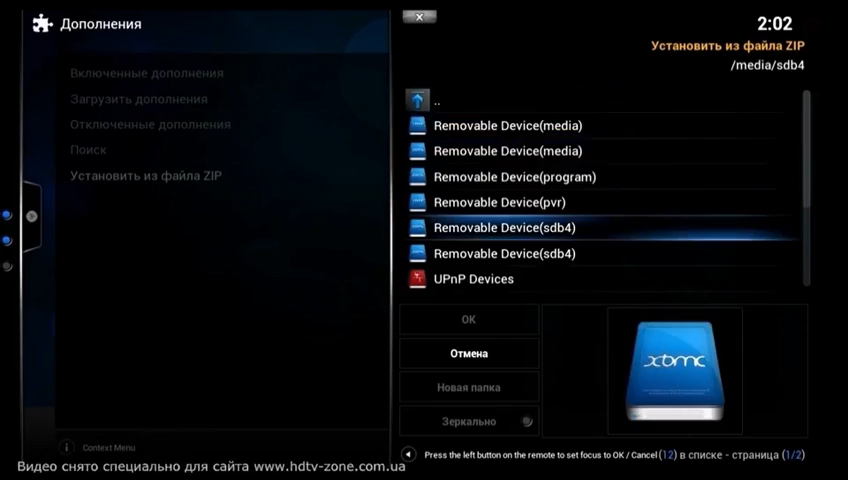 Дополнения
Включенные дополнения
Загрузить дополнения
Отключенные дополнения
Поиск
Установить из файла ZIP
Context Menu
Видео снято специально для сайта www.hdtv-zone.com.ua
2:02
Установить из файла ZIP
/media/sdb4
..
Removable Device(media)
Removable Device(media)
Removable Device(program)
Removable Device(pvr)
Removable Device(sdb4)
Removable Device(sdb4)
UPnP Devices
OK
Отмена
Новая папка
Зеркально
xbmc
Press the left button on the remote to set focus to OK / Cancel (12) в списке - страница (1/2)